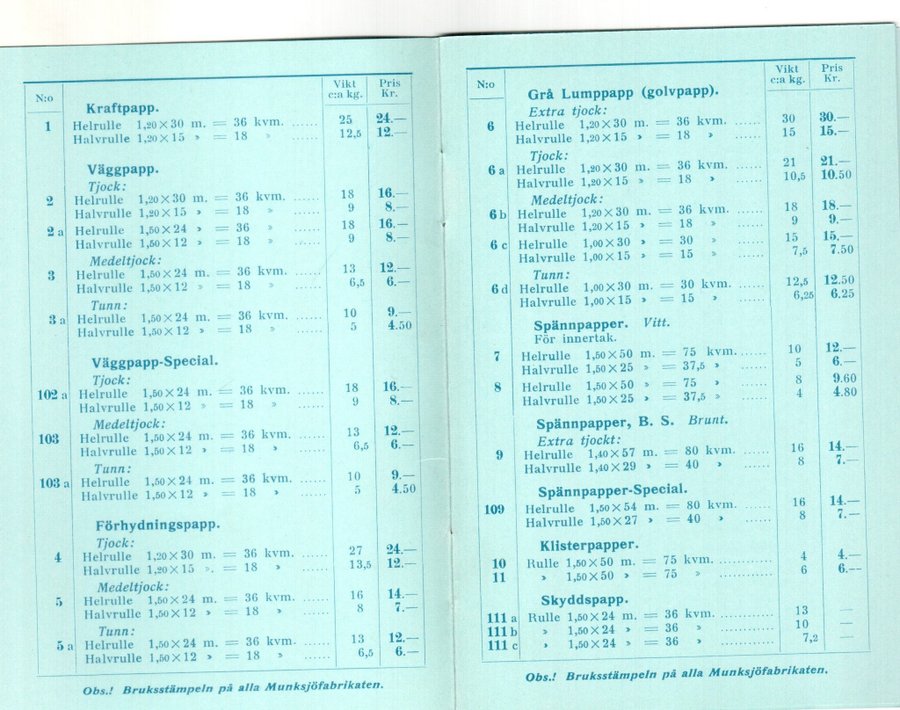 N:o Vikt c:a kg. Pris Kr.
Kraftpapp.
1 Helrulle 1,20×30 m. = 36 kvm. ...... 25 24.—
Halvrulle 1,20×15 » = 18 » ...... 12,5 12.—
Väggpapp.
Tjock:
2 Helrulle 1,20×30 m. = 36 kvm. ...... 18 16.—
Halvrulle 1,20×15 » = 18 » ...... 9 8.—
2 a Helrulle 1,50×24 » = 36 » ...... 18 16.—
Halvrulle 1,50×12 » = 18 » ...... 9 8.—
Medeltjock:
3 Helrulle 1,50×24 m. = 36 kvm. ...... 13 12.—
Halvrulle 1,50×12 » = 18 » ...... 6,5 6.—
Tunn:
3 a Helrulle 1,50×24 m. = 36 kvm. ...... 10 9.—
Halvrulle 1,50×12 » = 18 » ...... 5 4.50
Väggpapp-Special.
Tjock:
102 a Helrulle 1,50×24 m. = 36 kvm. ...... 18 16.—
Halvrulle 1,50×12 » = 18 » ...... 9 8.—
Medeltjock:
103 Helrulle 1,50×24 m. = 36 kvm. ...... 13 12.—
Halvrulle 1,50×12 » = 18 » ...... 6,5 6.—
Tunn:
103 a Helrulle 1,50×24 m. = 36 kvm. ...... 10 9.—
Halvrulle 1,50×12 » = 18 » ...... 5 4.50
Förhydningspapp.
Tjock:
4 Helrulle 1,20×30 m. = 36 kvm. ...... 27 24.—
Halvrulle 1,20×15 ». = 18 » ...... 13,5 12.—
Medeltjock:
5 Helrulle 1,50×24 m. = 36 kvm. ...... 16 14.—
Halvrulle 1,50×12 » = 18 » ...... 8 7.—
Tunn:
5 a Helrulle 1,50×24 m. = 36 kvm. ...... 13 12.—
Halvrulle 1,50×12 » = 18 » ...... 6,5 6.—
Obs.! Bruksstämpeln på alla Munksjöfabrikaten.
N:o Vikt c:a kg. Pris Kr.
Grå Lumppapp (golvpapp).
Extra tjock:
6 Helrulle 1,20×30 m. = 36 kvm. ...... 30 30.—
Halvrulle 1,20×15 » = 18 » ...... 15 15.—
Tjock:
6 a Helrulle 1,20×30 m. = 36 kvm. ...... 21 21.—
Halvrulle 1,20×15 » = 18 » ...... 10,5 10.50
Medeltjock:
6 b Helrulle 1,20×30 m. = 36 kvm. ...... 18 18.—
Halvrulle 1,20×15 » = 18 » ...... 9 9.—
6 c Helrulle 1,00×30 » = 30 » ...... 15 15.—
Halvrulle 1,00×15 » = 15 » ...... 7,5 7.50
Tunn:
6 d Helrulle 1,00×30 m. = 30 kvm. ...... 12,5 12.50
Halvrulle 1,00×15 » = 15 » ...... 6,25 6.25
Spännpapper. Vitt.
För innertak.
7 Helrulle 1,50×50 m. = 75 kvm. ...... 10 12.—
Halvrulle 1,50×25 » = 37,5 » ...... 5 6.—
8 Helrulle 1,50×50 » = 75 » ...... 8 9.60
Halvrulle 1,50×25 » = 37,5 » ...... 4 4.80
Spännpapper, B. S. Brunt.
Extra tjockt:
9 Helrulle 1,40×57 m. = 80 kvm. ...... 16 14.—
Halvrulle 1,40×29 » = 40 » ...... 8 7.—
Spännpapper-Special.
109 Helrulle 1,50×54 m. = 80 kvm. ...... 16 14.—
Halvrulle 1,50×27 » = 40 » ...... 8 7.—
Klisterpapper.
10 Rulle 1,50×50 m. = 75 kvm. ...... 4 4.—
11 » 1,50×50 » = 75 » ...... 6 6.—
Skyddspapp.
111 a Rulle 1,50×24 m. = 36 kvm. ...... 13 —
111 b » 1,50×24 » = 36 » ...... 10 —
111 c » 1,50×24 » = 36 » ...... 7,2 —
Obs.! Bruksstämpeln på alla Munksjöfabrikaten.